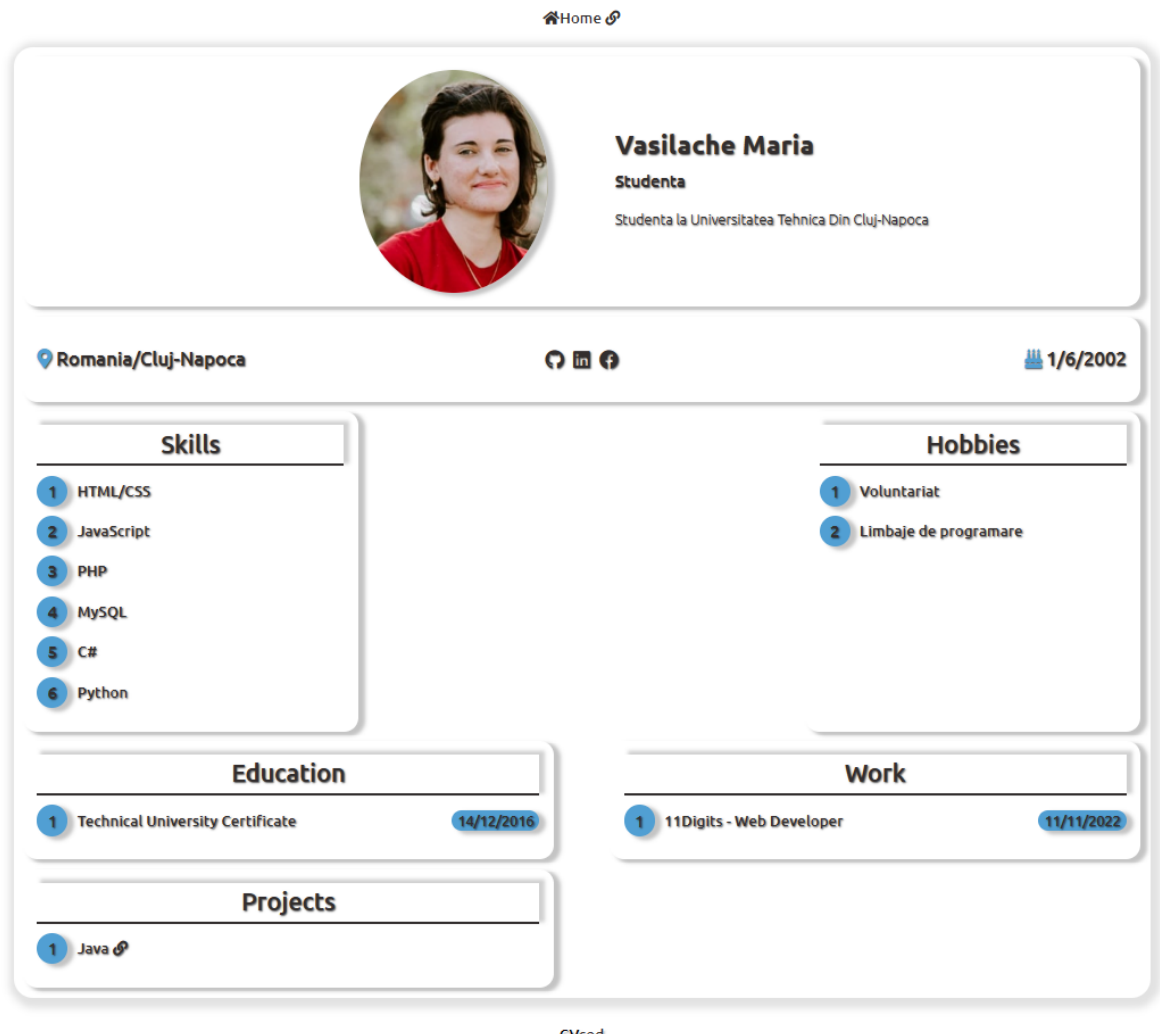 Home
Vasilache Maria
Studenta
Studenta la Universitatea Tehnica Din Cluj-Napoca
Romania/Cluj-Napoca
1/6/2002
Skills
1 HTML/CSS
2 JavaScript
3 PHP
4 MySQL
5 C#
6 Python
Hobbies
1 Voluntariat
2 Limbaje de programare
Education
1 Technical University Certificate 14/12/2016
Work
1 11Digits - Web Developer 11/11/2022
Projects
1 Java